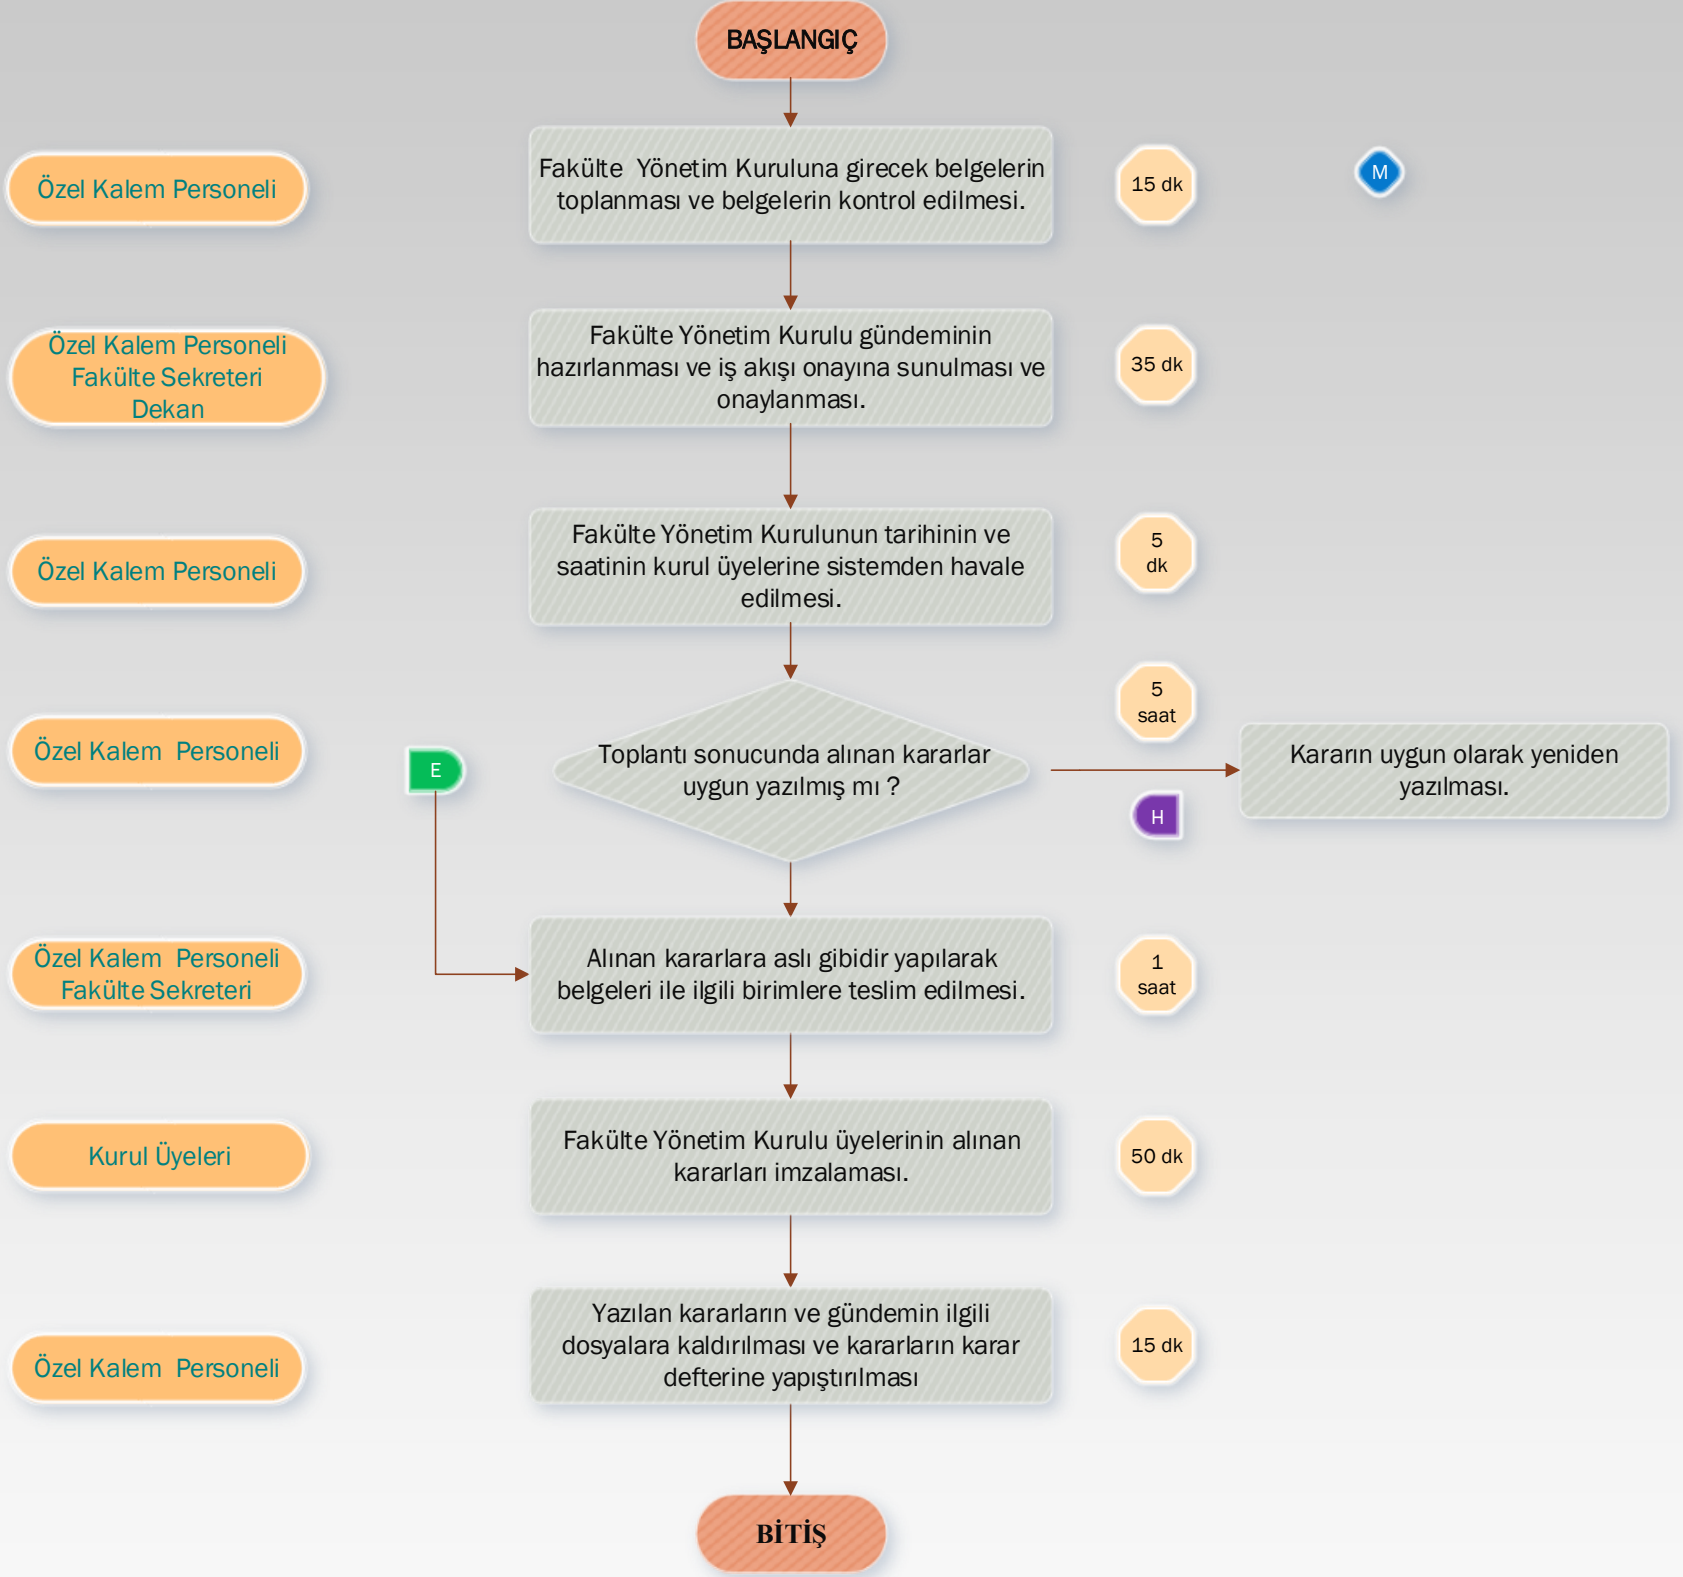 BAŞLANGIÇ
Özel Kalem Personeli
Fakülte Yönetim Kuruluna girecek belgelerin
toplanması ve belgelerin kontrol edilmesi.
15 dk
M
Özel Kalem Personeli
Fakülte Sekreteri
Dekan
Fakülte Yönetim Kurulu gündeminin
hazırlanması ve iş akışı onayına sunulması ve
onaylanması.
35 dk
Özel Kalem Personeli
Fakülte Yönetim Kurulunun tarihinin ve
saatinin kurul üyelerine sistemden havale
edilmesi.
5
dk
Özel Kalem Personeli
E
Toplantı sonucunda alınan kararlar
uygun yazılmış mı ?
5
saat
H
Kararın uygun olarak yeniden
yazılması.
Özel Kalem Personeli
Fakülte Sekreteri
Alınan kararlara aslı gibidir yapılarak
belgeleri ile ilgili birimlere teslim edilmesi.
1
saat
Kurul Üyeleri
Fakülte Yönetim Kurulu üyelerinin alınan
kararları imzalaması.
50 dk
Özel Kalem Personeli
Yazılan kararların ve gündemin ilgili
dosyalara kaldırılması ve kararların karar
defterine yapıştırılması
15 dk
BİTİŞ